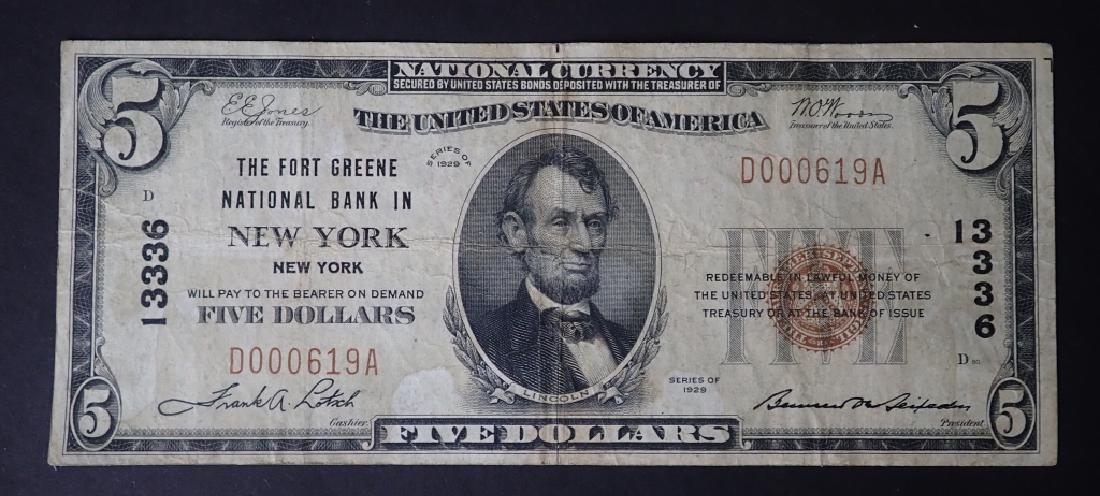 5
NATIONAL CURRENCY
SECURED BY UNITED STATES BONDS DEPOSITED WITH THE TREASURER OF
5
E.E. Jones
Register of the Treasury.
THE UNITED STATES OF AMERICA
W.O. Woods
Treasurer of the United States.
THE FORT GREENE
NATIONAL BANK IN
NEW YORK
NEW YORK
WILL PAY TO THE BEARER ON DEMAND
FIVE DOLLARS
SERIES OF
1929
D000619A
D
13336
13336
FIVE
REDEEMABLE IN LAWFUL MONEY OF
THE UNITED STATES AT UNITED STATES
TREASURY OR AT THE BANK OF ISSUE
D000619A
LINCOLN
SERIES OF
1929
D
5
Frank A. Lotsch
Cashier.
President.
5
FIVE DOLLARS